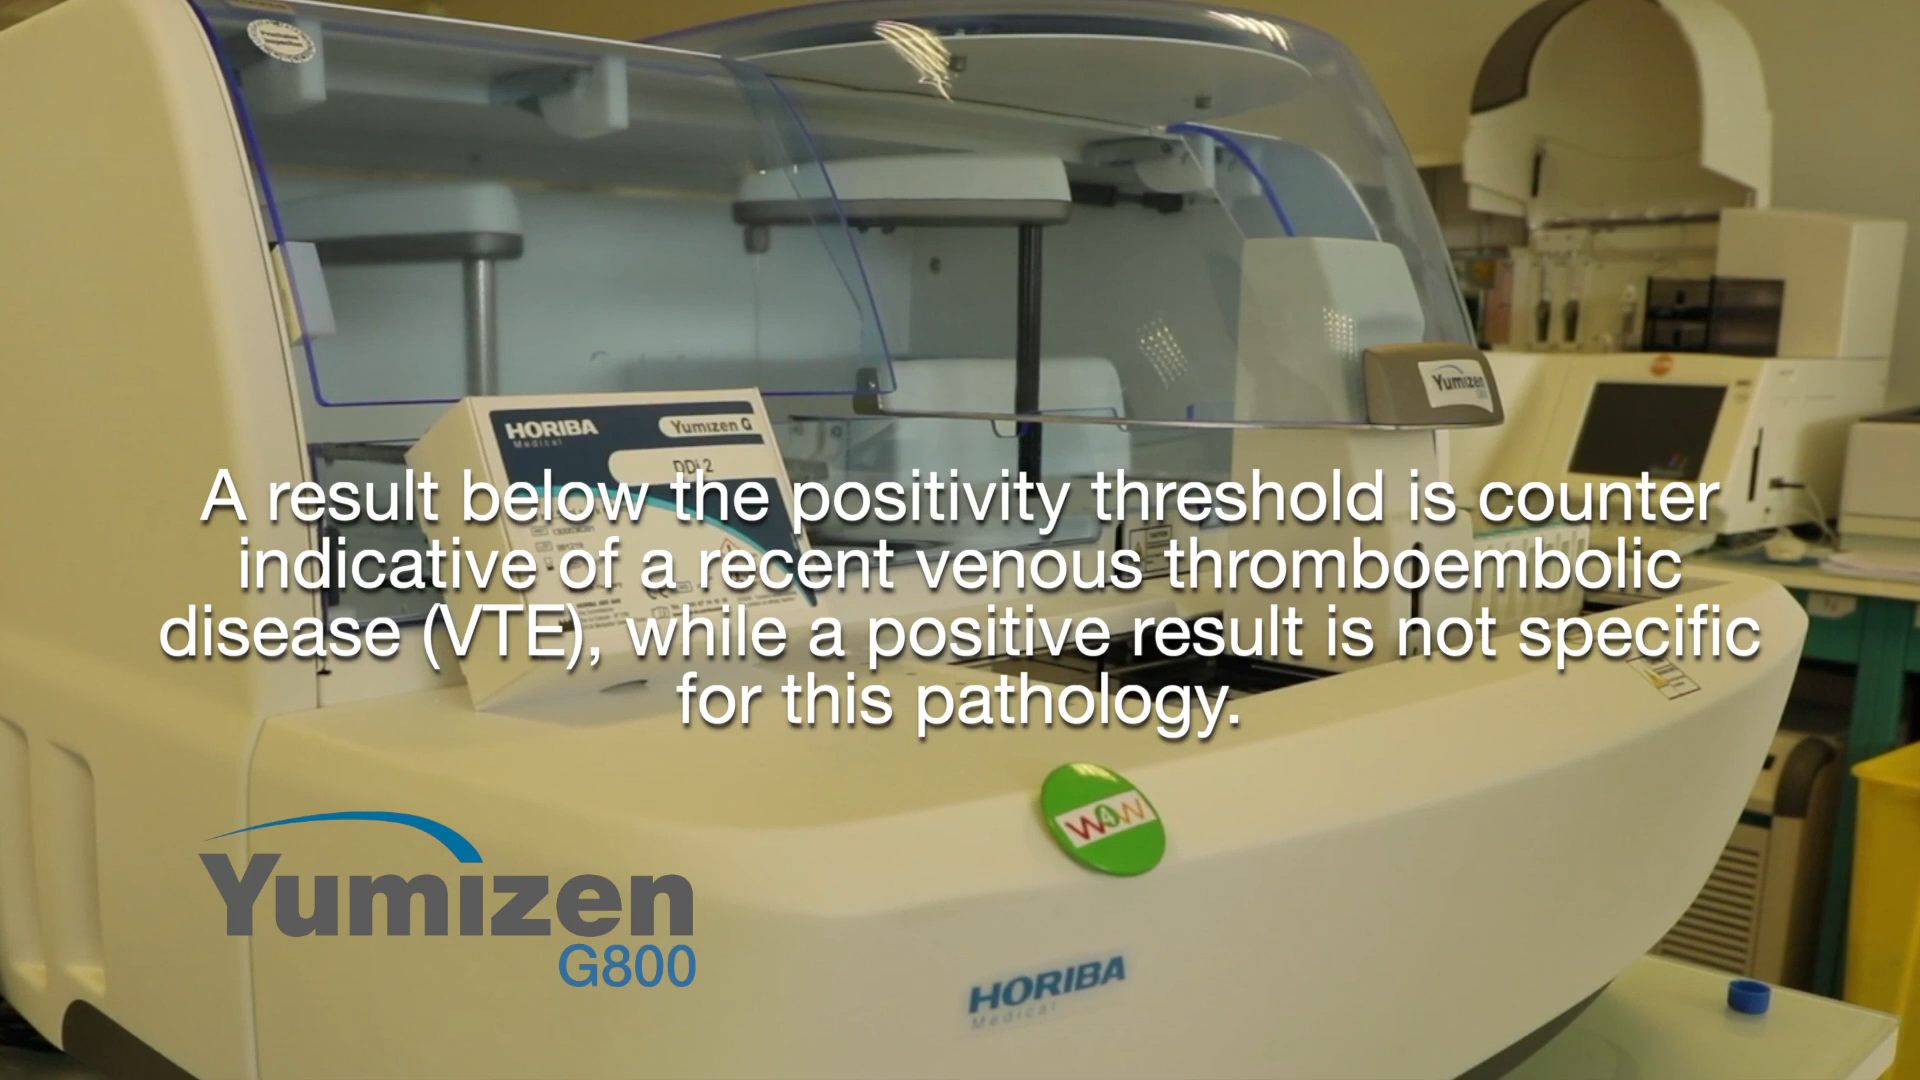 Yumizen
HORIBA
Medical
Yumizen G
DDi 2
A result below the positivity threshold is counter
indicative of a recent venous thromboembolic
disease (VTE), while a positive result is not specific
for this pathology.
W4W
Yumizen
G800
HORIBA
Medical